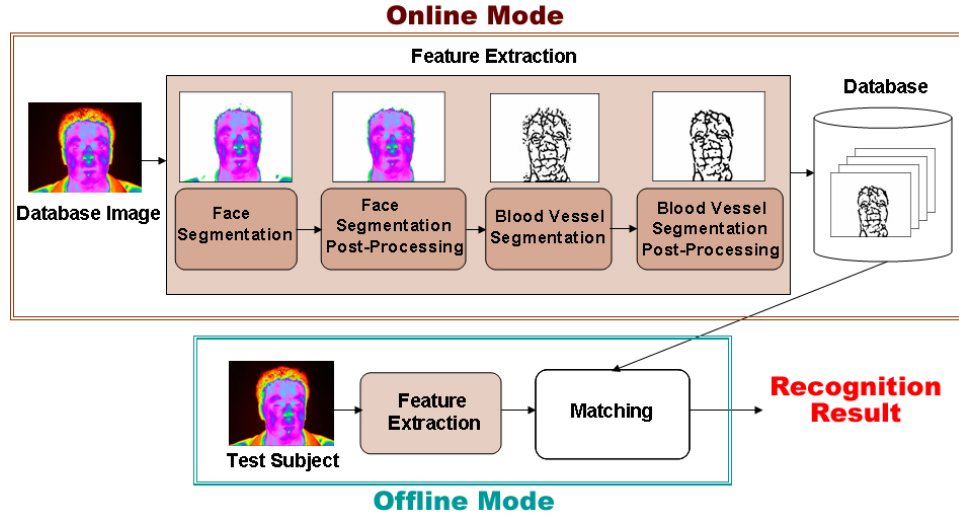 Online Mode
Feature Extraction
Database
Database Image
Face
Segmentation
Face
Segmentation
Post-Processing
Blood Vessel
Segmentation
Blood Vessel
Segmentation
Post-Processing
Feature
Extraction
Matching
Recognition
Result
Test Subject
Offline Mode